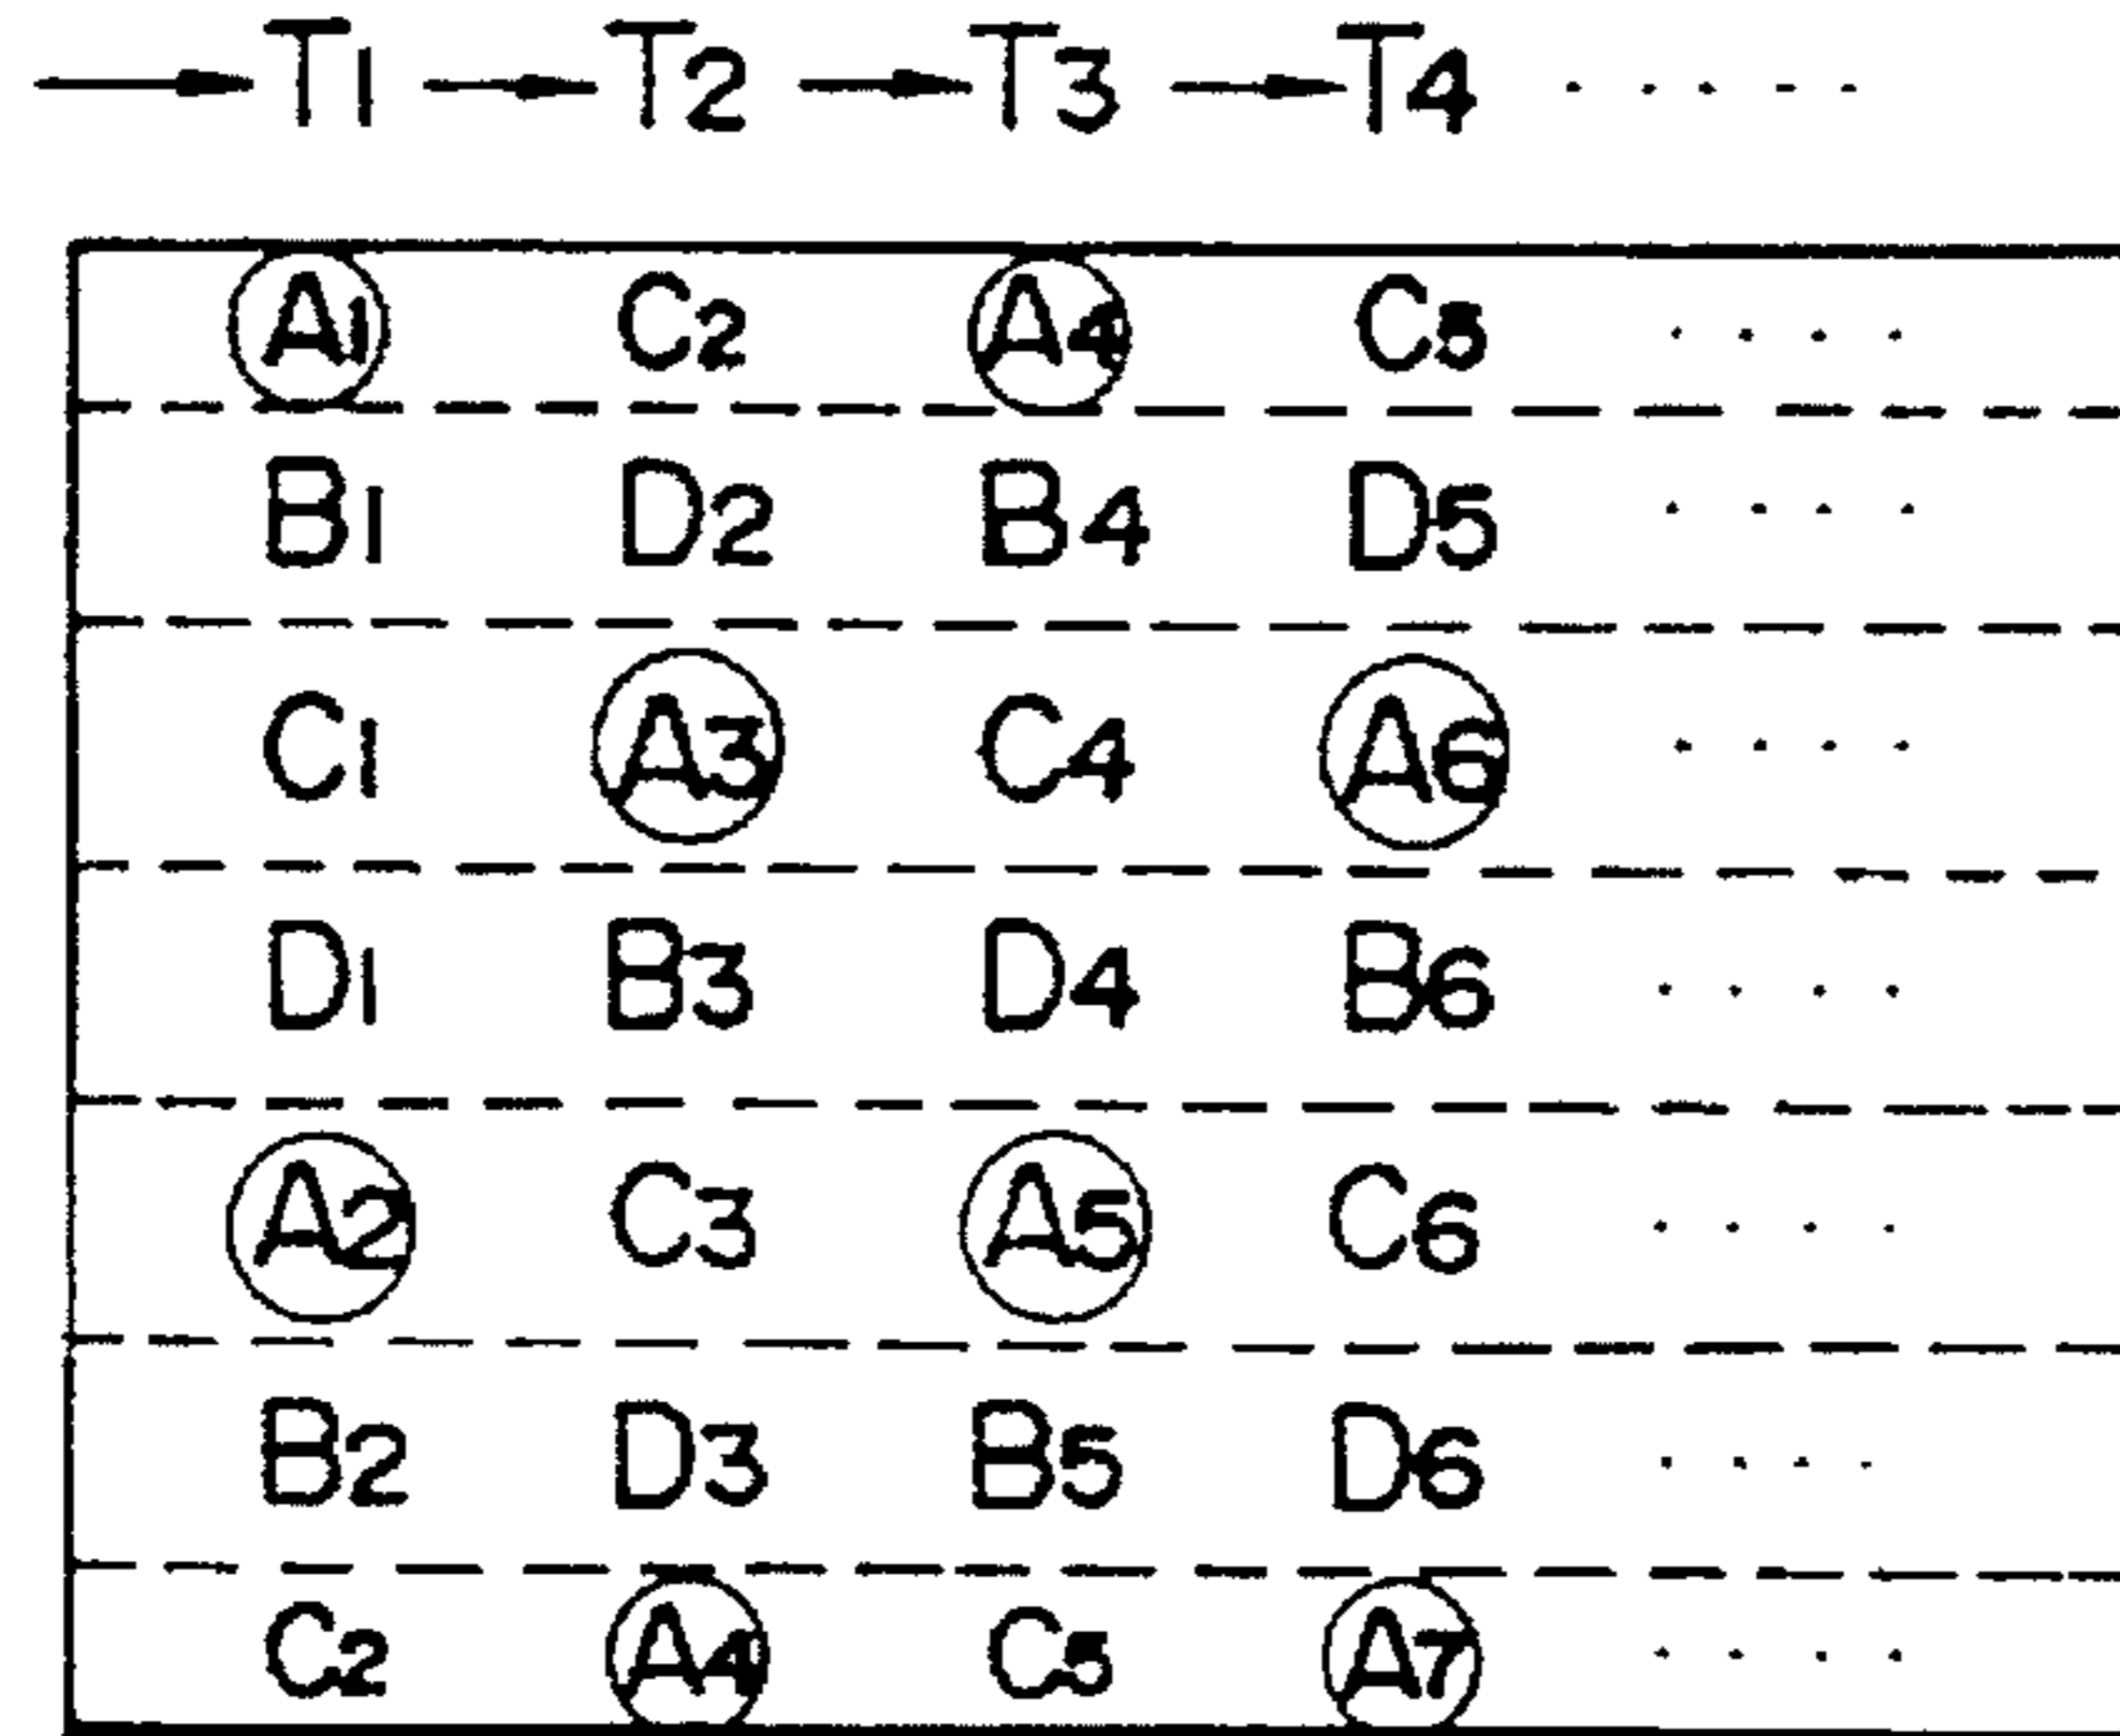 T1 T2 T3 T4 .....
A1 C2 A4 C5 ....
B1 D2 B4 D5 ....
C1 A3 C4 A6 ....
D1 B3 D4 B6 ....
A2 C3 A5 C6 ....
B2 D3 B5 D6 ....
C2 A4 C5 A7 ....